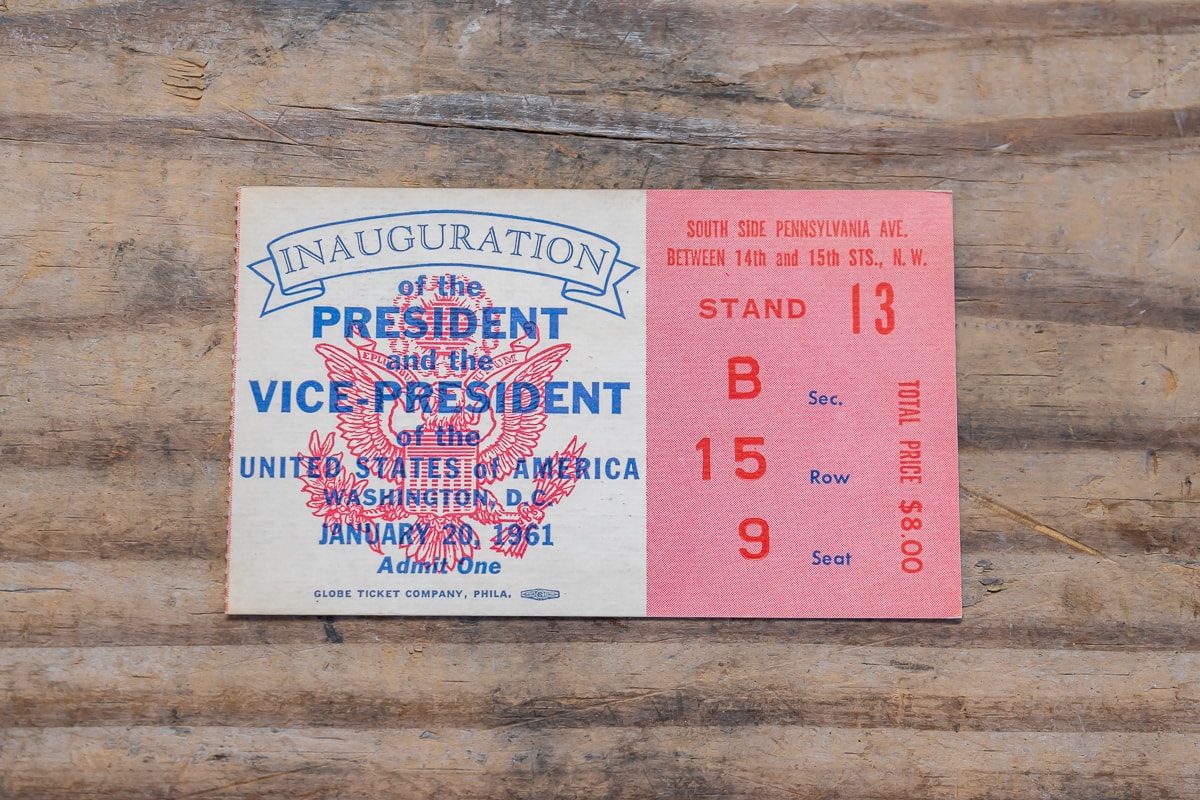 INAUGURATION
of the
PRESIDENT
and the
VICE-PRESIDENT
of the
UNITED STATES of AMERICA
WASHINGTON, D.C.
JANUARY 20, 1961
Admit One
GLOBE TICKET COMPANY, PHILA.
SOUTH SIDE PENNSYLVANIA AVE.
BETWEEN 14th and 15th STS., N. W.
STAND 13
B Sec.
15 Row
9 Seat
TOTAL PRICE $8.00